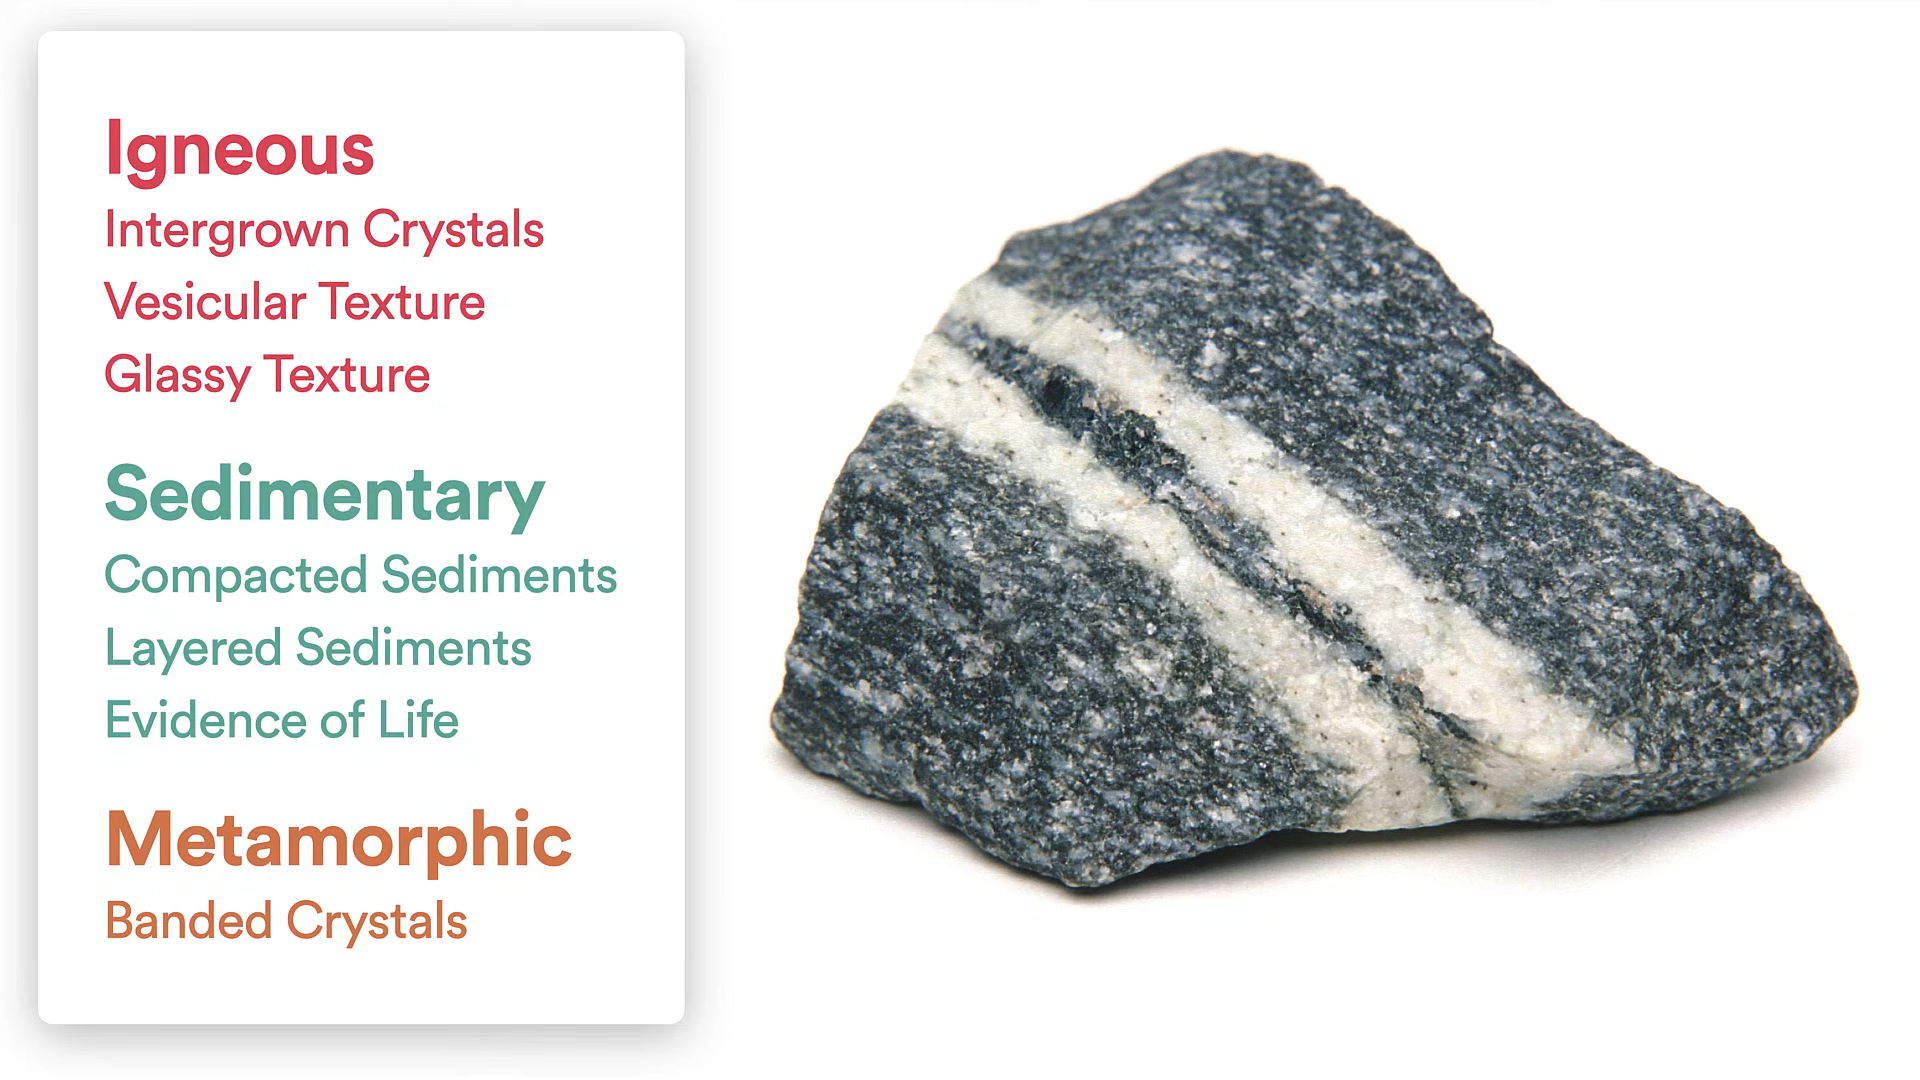 Igneous
Intergrown Crystals
Vesicular Texture
Glassy Texture
Sedimentary
Compacted Sediments
Layered Sediments
Evidence of Life
Metamorphic
Banded Crystals